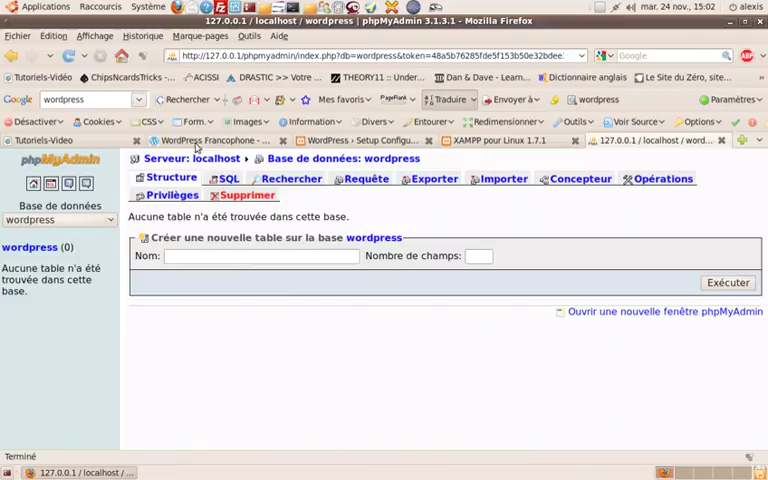 Applications Raccourcis Système mar. 24 nov., 15:02 alexis
127.0.0.1 / localhost / wordpress | phpMyAdmin 3.1.3.1 - Mozilla Firefox
Fichier Edition Affichage Historique Marque-pages Outils Aide
http://127.0.0.1/phpmyadmin/index.php?db=wordpress&token=48a5b76285fde5f153b50e32bdee: Google ABP
Tutoriels-Vidéo ChipsNcardsTricks -... ACISSI DRASTIC >> Votre ... THEORY11 :: Under... Dan & Dave - Learn... Dictionnaire anglais Le Site du Zéro, site...
Google wordpress Rechercher Mes favoris PageRank Traduire Envoyer à wordpress Paramètres
Désactiver Cookies CSS Form. Images Information Divers Entourer Redimensionner Outils Voir Source Options
Tutoriels-Vidéo WordPress Francophone - ... WordPress › Setup Configu... XAMPP pour Linux 1.7.1 127.0.0.1 / localhost / word...
phpMyAdmin
Serveur: localhost Base de données: wordpress
Structure SQL Rechercher Requête Exporter Importer Concepteur Opérations
Privilèges Supprimer
Base de données
wordpress
wordpress (0)
Aucune table n'a été trouvée dans cette base.
Aucune table n'a été trouvée dans cette base.
Créer une nouvelle table sur la base wordpress
Nom: Nombre de champs:
Exécuter
Ouvrir une nouvelle fenêtre phpMyAdmin
Terminé
127.0.0.1 / localhost / ...